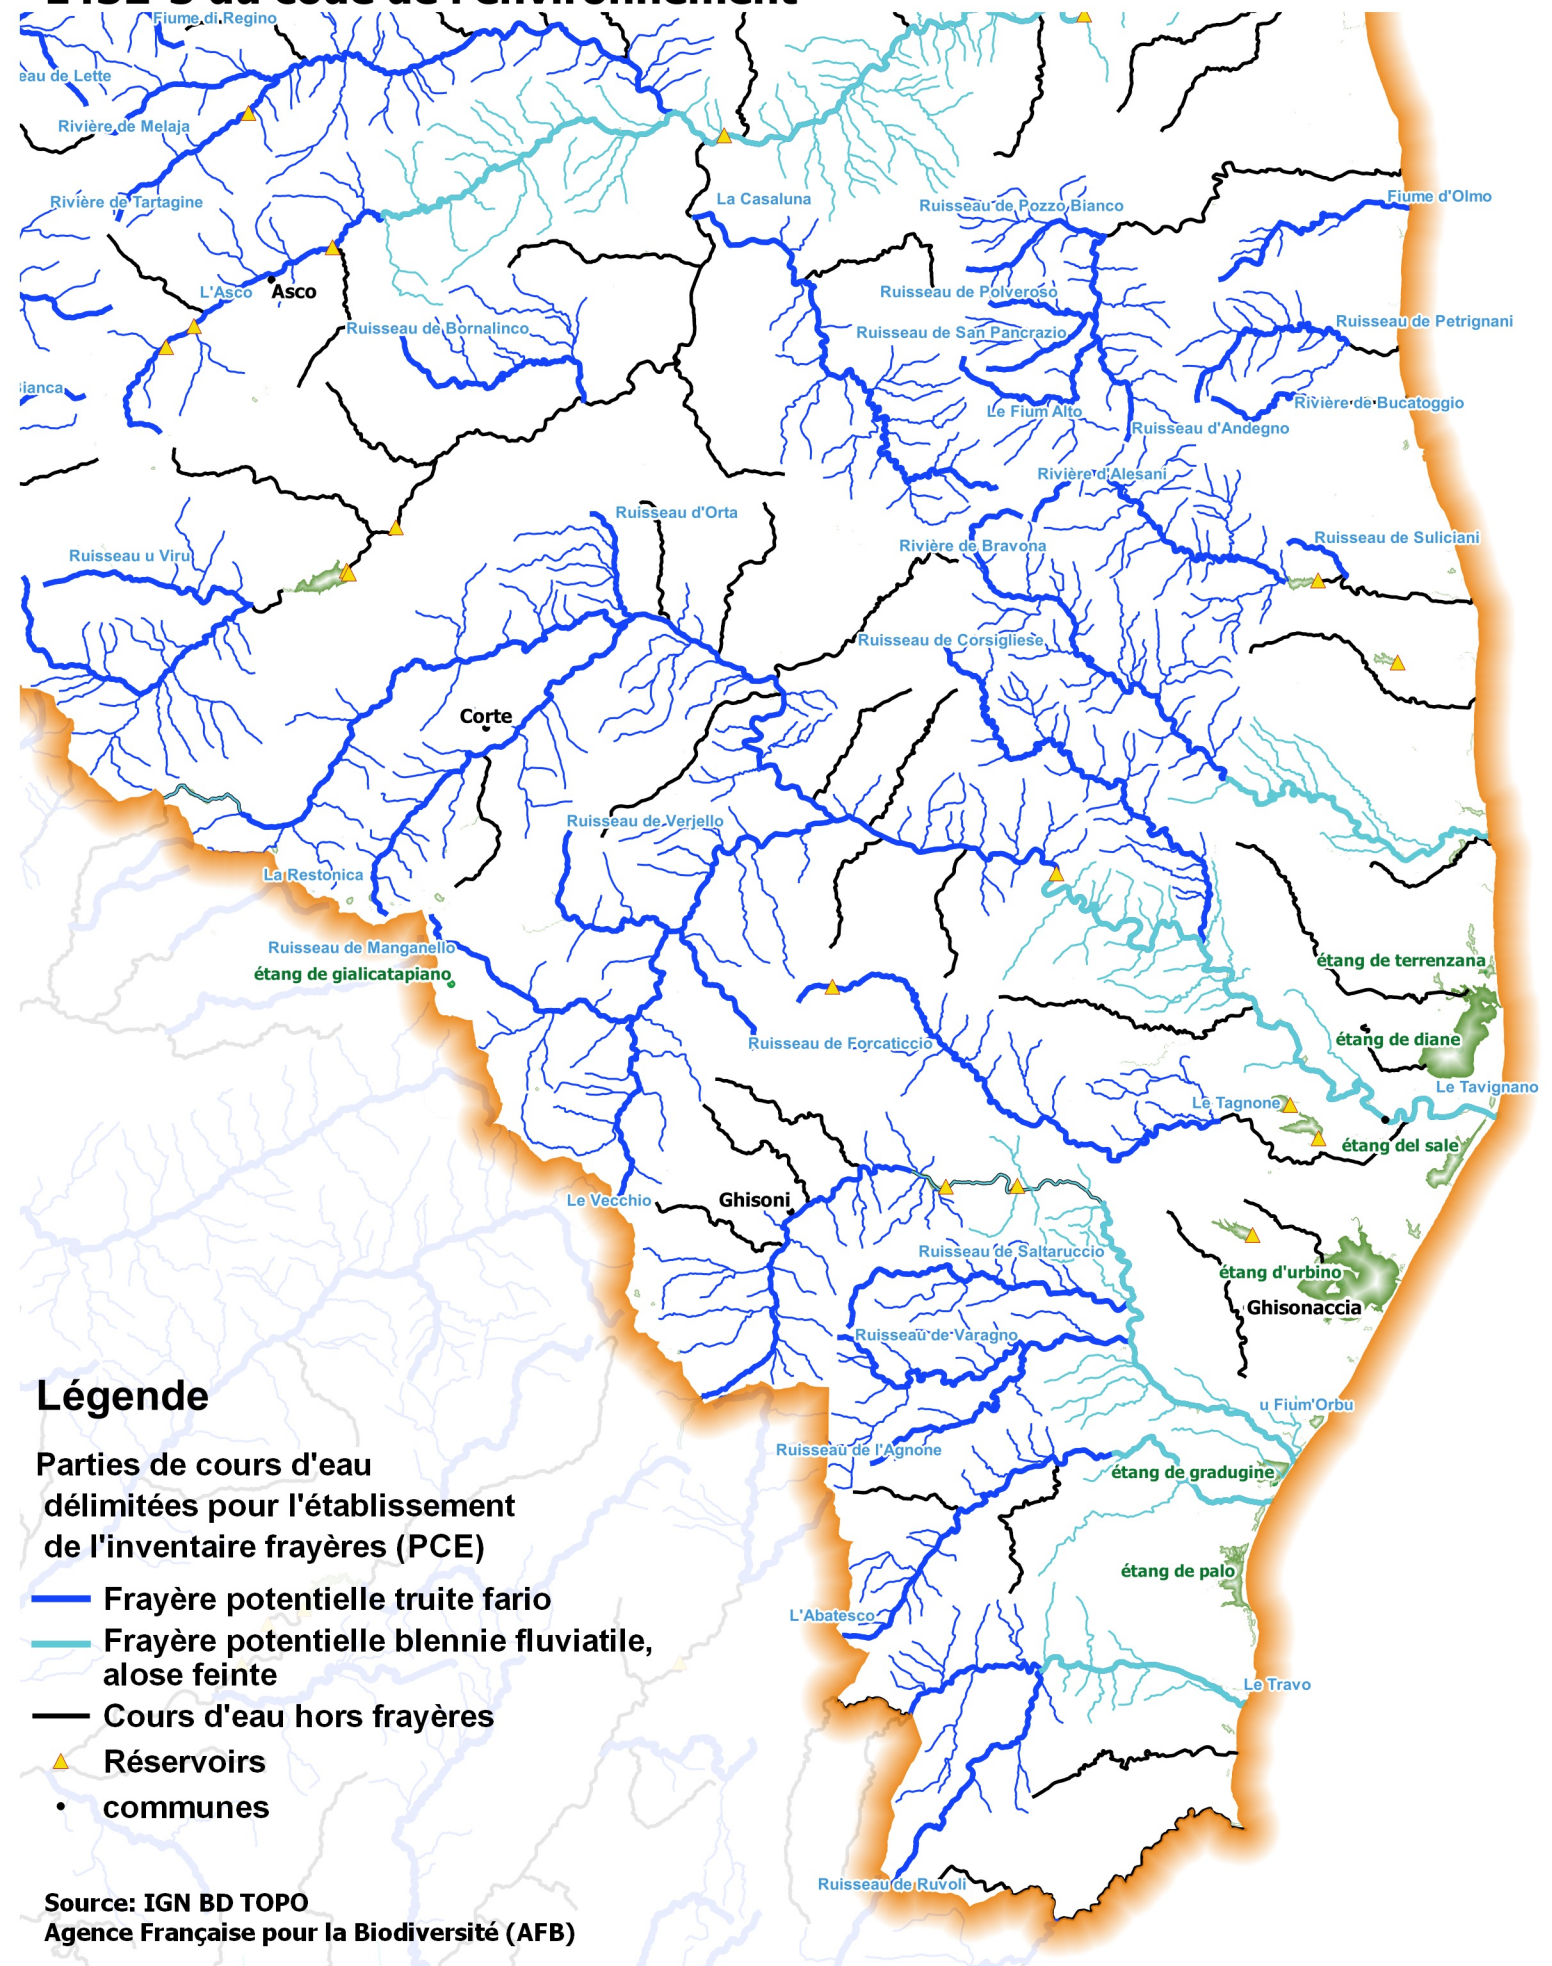 L432-3 du code de l'environnement
Fiume di Regino
eau de Lette
Rivière de Melaja
Rivière de Tartagine
La Casaluna
Ruisseau de Pozzo Bianco
Fiume d'Olmo
L'Asco
Asco
Ruisseau de Polveroso
Ruisseau de Bornalinco
Ruisseau de San Pancrazio
Ruisseau de Petrignani
ianca
Le Fium Alto
Rivière de Bucatoggio
Ruisseau d'Andegno
Rivière d'Alesani
Ruisseau d'Orta
Ruisseau u Viru
Rivière de Bravona
Ruisseau de Suliciani
Ruisseau de Corsigliese
Corte
Ruisseau de Verjello
La Restonica
Ruisseau de Manganello
étang de gialicatapiano
étang de terrenzana
Ruisseau de Forcaticcio
étang de diane
Le Tavignano
Le Tagnone
étang del sale
Le Vecchio
Ghisoni
Ruisseau de Saltaruccio
étang d'urbino
Ghisonaccia
Ruisseau de Varagno
u Fium'Orbu
Ruisseau de l'Agnone
étang de gradugine
étang de palo
L'Abatesco
Le Travo
Ruisseau de Ruvoli
Légende
Parties de cours d'eau
délimitées pour l'établissement
de l'inventaire frayères (PCE)
Frayère potentielle truite fario
Frayère potentielle blennie fluviatile,
alose feinte
Cours d'eau hors frayères
Réservoirs
communes
Source: IGN BD TOPO
Agence Française pour la Biodiversité (AFB)